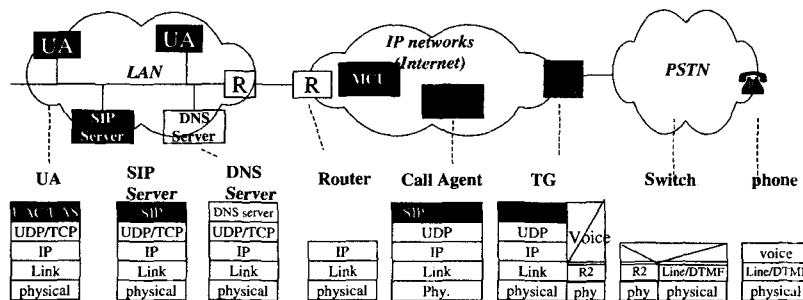 UA
UA
LAN
R
R
IP networks
(Internet)
MCU
PSTN
SIP
Server
DNS
Server
UA
SIP
Server
DNS
Server
Router
Call Agent
TG
Switch
phone
UAC/UAS
UDP/TCP
IP
Link
physical
SIP
UDP/TCP
IP
Link
physical
DNS server
UDP/TCP
IP
Link
physical
IP
Link
physical
SIP
UDP
IP
Link
Phy.
UDP
IP
Link
physical
Voice
R2
phy
R2
Line/DTMF
phy
physical
voice
Line/DTMF
physical